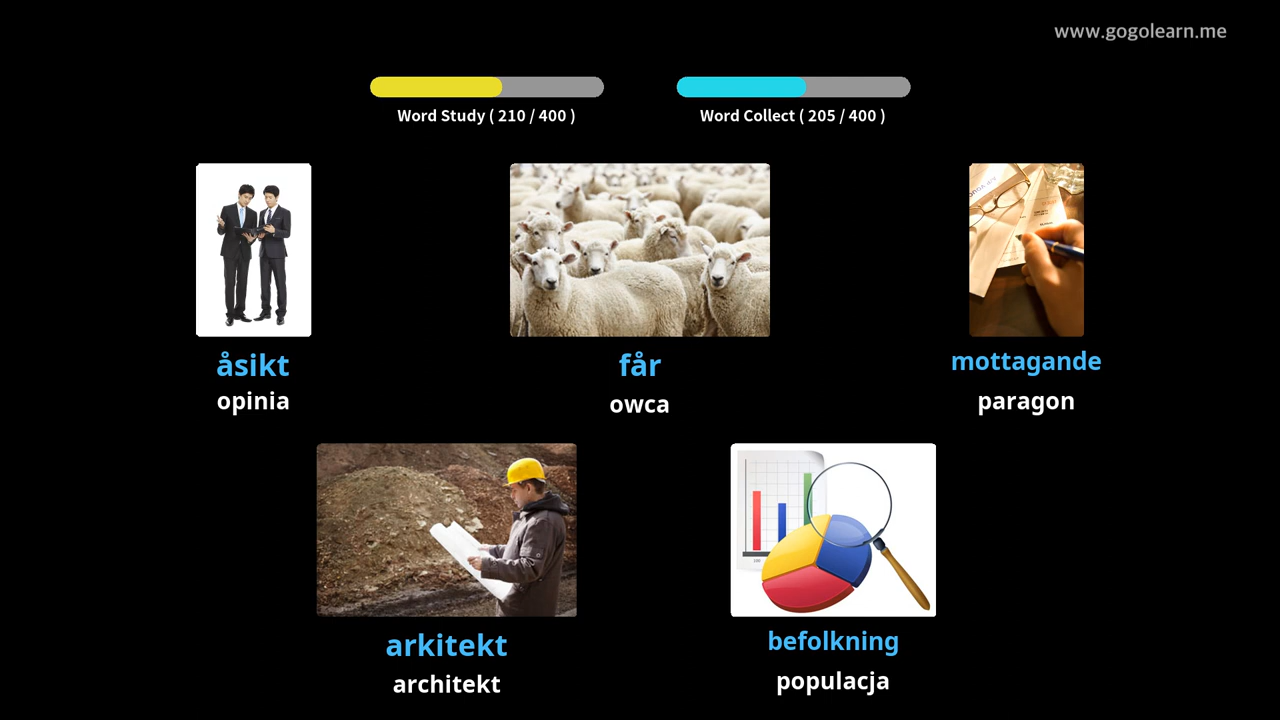 www.gogolearn.me
Word Study ( 210 / 400 )
Word Collect ( 205 / 400 )
åsikt
opinia
får
owca
mottagande
paragon
arkitekt
architekt
befolkning
populacja